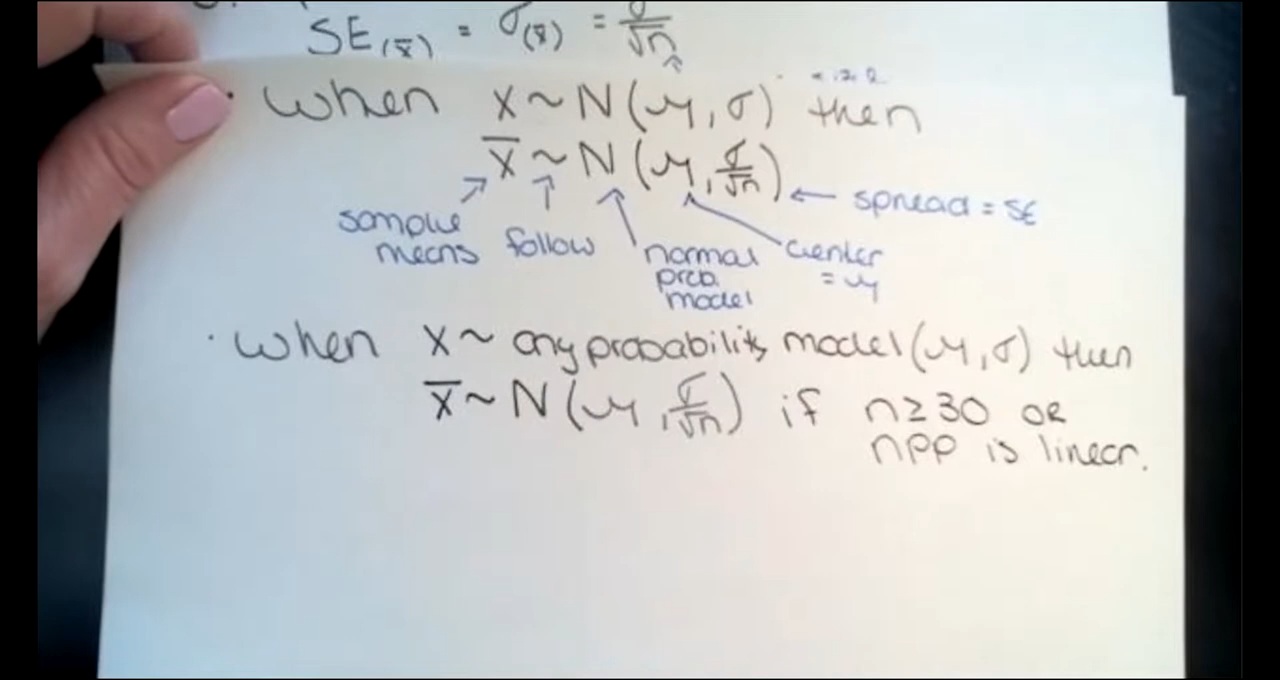 SE(x̄) = σ(x̄) = σ/√n
· When X ~ N(μ, σ) then
X̄ ~ N(μ, σ/√n)
← spread = SE
sample means
follow
normal prob. model
center = μ
· When X ~ any probability model (μ, σ) then
X̄ ~ N(μ, σ/√n) if n ≥ 30 or
npp is linear.